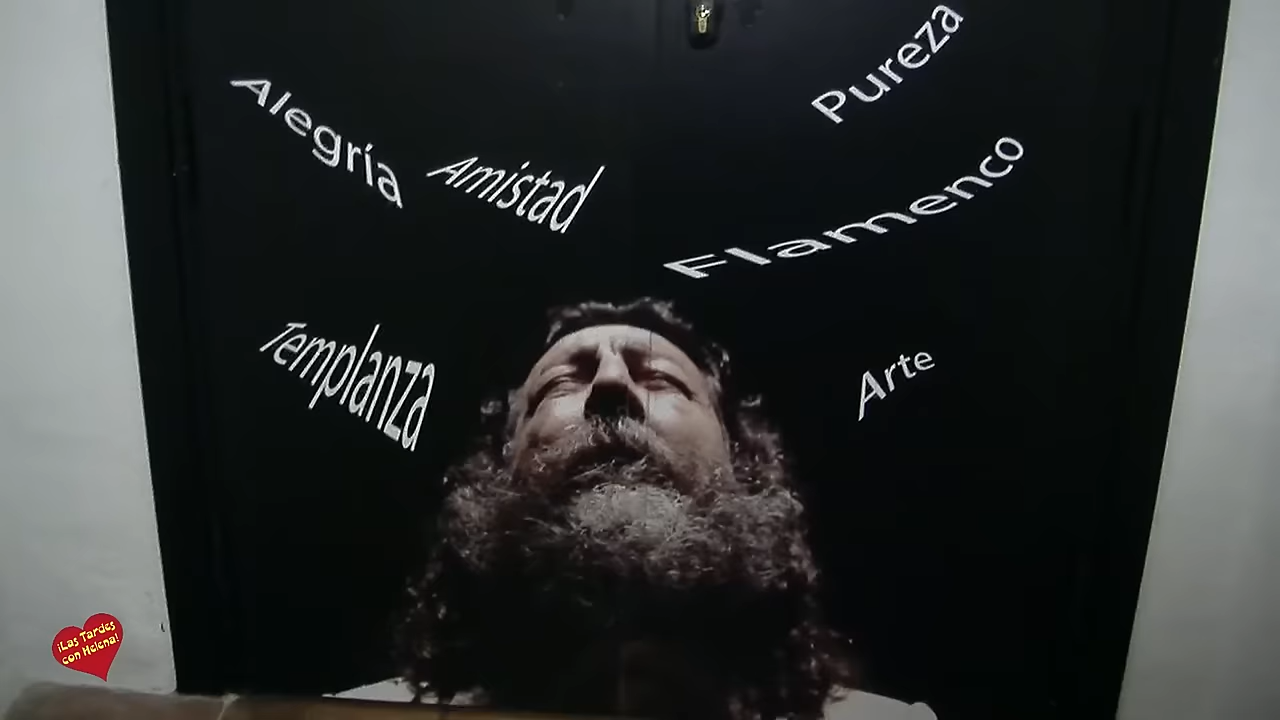 Pureza
Alegría
Amistad
Flamenco
Templanza
Arte
¡Las Tardes
con Helena!